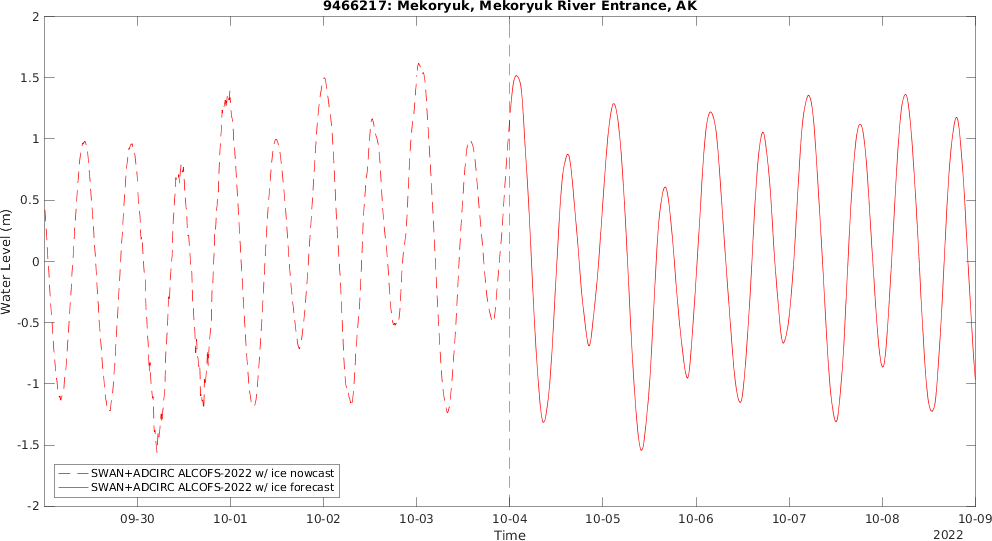 9466217: Mekoryuk, Mekoryuk River Entrance, AK
2
1.5
1
0.5
0
-0.5
-1
-1.5
-2
Water Level (m)
SWAN+ADCIRC ALCOFS-2022 w/ ice nowcast
SWAN+ADCIRC ALCOFS-2022 w/ ice forecast
09-30 10-01 10-02 10-03 10-04 10-05 10-06 10-07 10-08 10-09
Time
2022